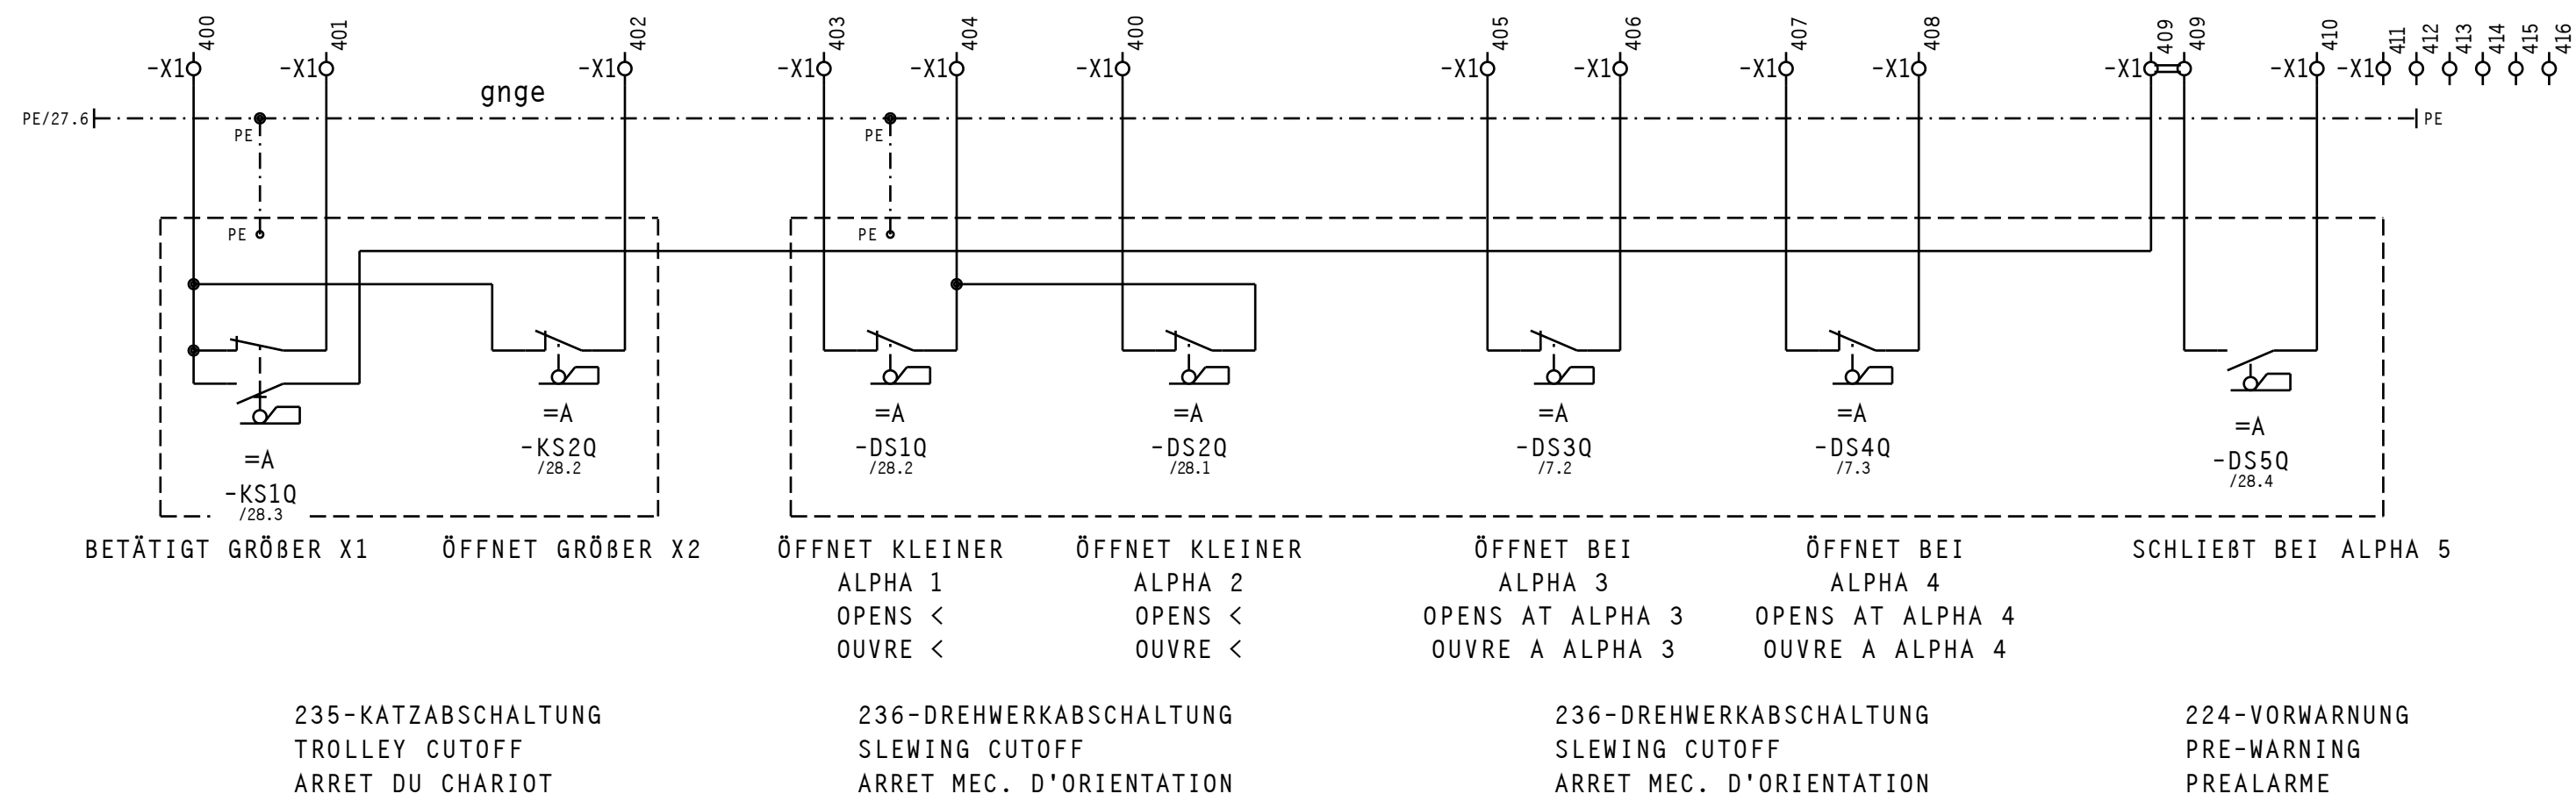 400 401 402 403 404 400 405 406 407 408 409 409 410 411 412 413 414 415 416
-X1 -X1 -X1 -X1 -X1 -X1 -X1 -X1 -X1 -X1 -X1 -X1 -X1
gnge
PE/27.6 PE
PE PE
PE PE
=A =A =A =A =A =A =A
-KS1Q
/28.3
-KS2Q
/28.2
-DS1Q
/28.2
-DS2Q
/28.1
-DS3Q
/7.2
-DS4Q
/7.3
-DS5Q
/28.4
BETÄTIGT GRÖßER X1
ÖFFNET GRÖßER X2
ÖFFNET KLEINER
ALPHA 1
OPENS <
OUVRE <
ÖFFNET KLEINER
ALPHA 2
OPENS <
OUVRE <
ÖFFNET BEI
ALPHA 3
OPENS AT ALPHA 3
OUVRE A ALPHA 3
ÖFFNET BEI
ALPHA 4
OPENS AT ALPHA 4
OUVRE A ALPHA 4
SCHLIEßT BEI ALPHA 5
235-KATZABSCHALTUNG
TROLLEY CUTOFF
ARRET DU CHARIOT
236-DREHWERKABSCHALTUNG
SLEWING CUTOFF
ARRET MEC. D'ORIENTATION
236-DREHWERKABSCHALTUNG
SLEWING CUTOFF
ARRET MEC. D'ORIENTATION
224-VORWARNUNG
PRE-WARNING
PREALARME